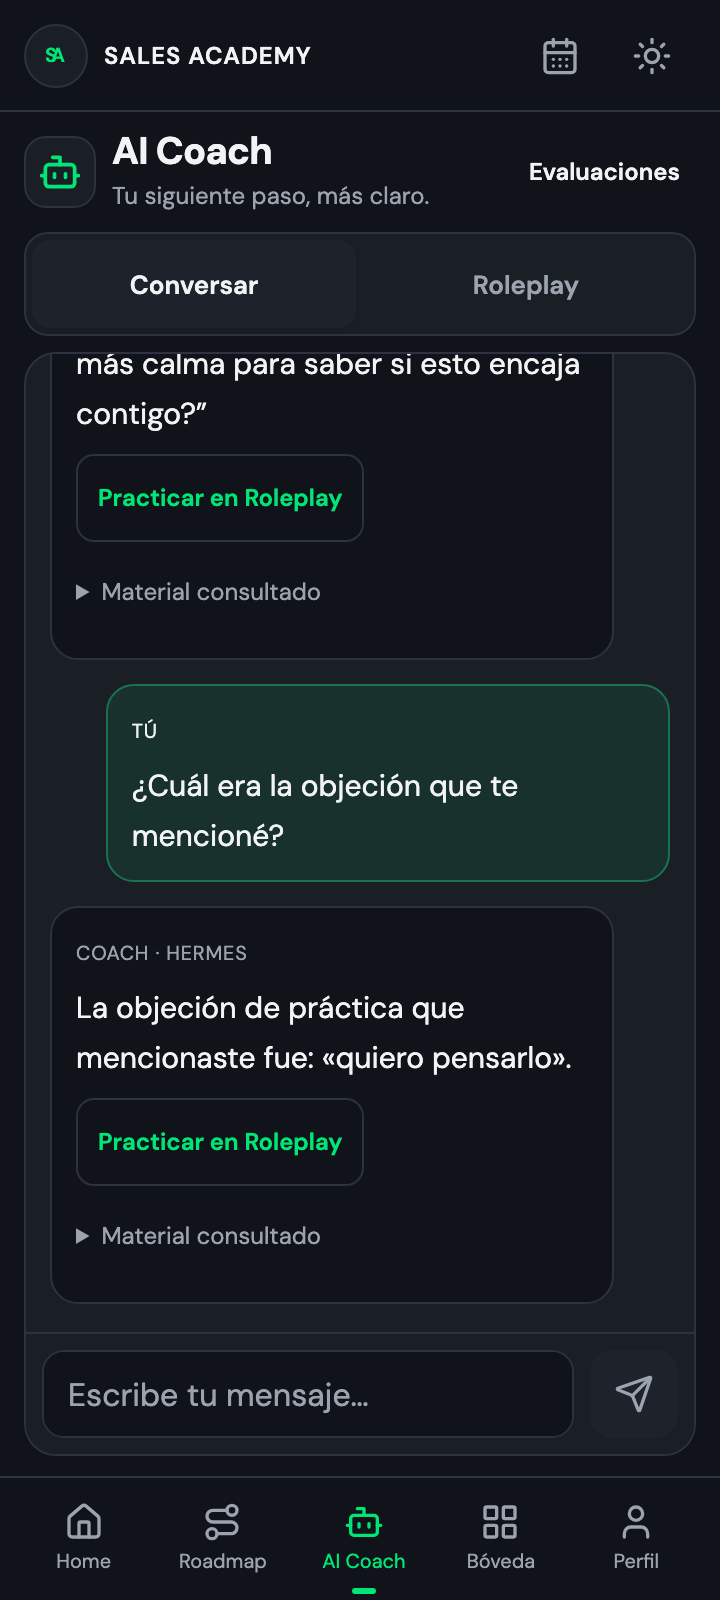 SA
SALES ACADEMY
AI Coach
Tu siguiente paso, más claro.
Evaluaciones
Conversar
Roleplay
más calma para saber si esto encaja
contigo?”
Practicar en Roleplay
▶ Material consultado
TÚ
¿Cuál era la objeción que te
mencioné?
COACH · HERMES
La objeción de práctica que
mencionaste fue: «quiero pensarlo».
Practicar en Roleplay
▶ Material consultado
Escribe tu mensaje...
Home
Roadmap
AI Coach
Bóveda
Perfil